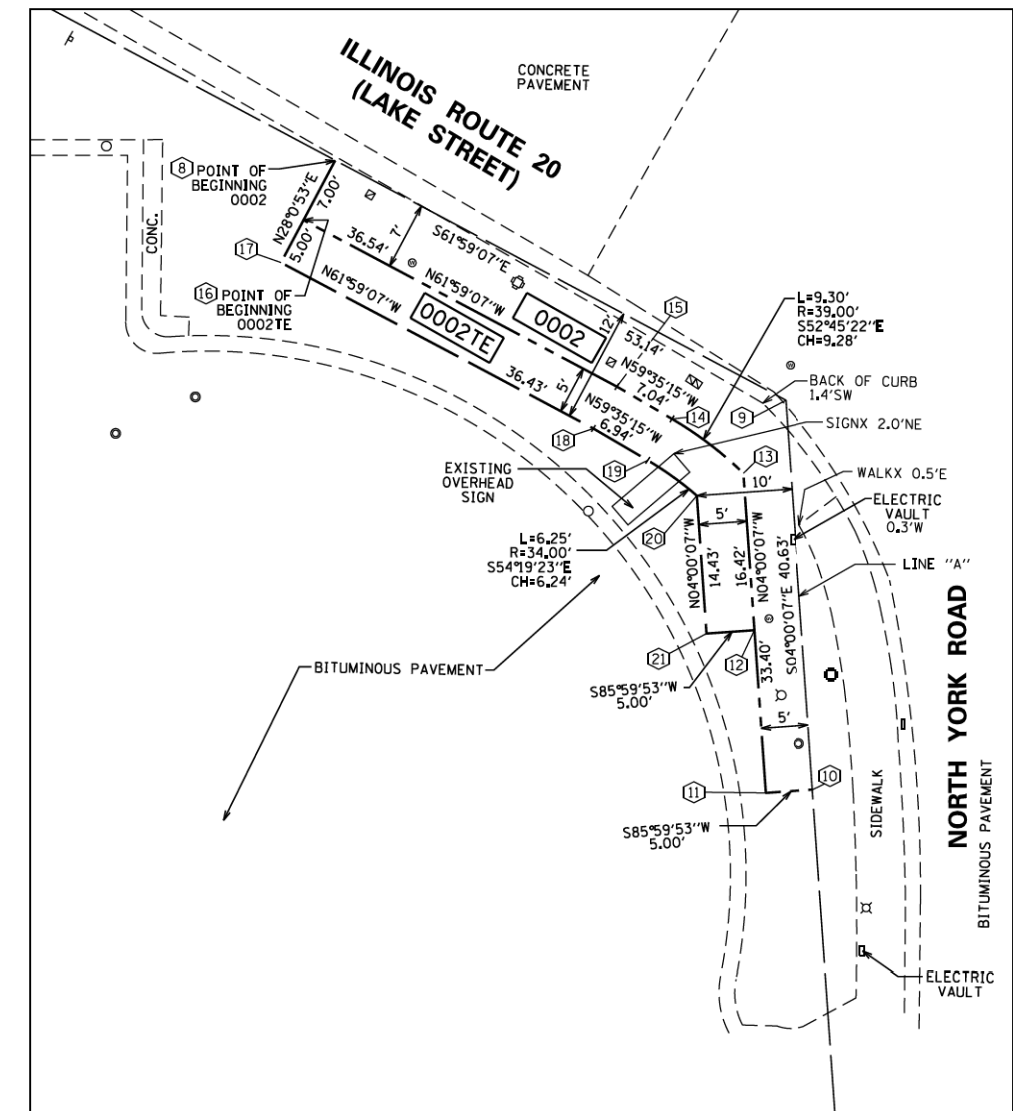 ILLINOIS ROUTE 20
(LAKE STREET)
CONCRETE
PAVEMENT
8
POINT OF
BEGINNING
0002
N28°0'53"E
7.00'
5.00'
CONC.
17
16
POINT OF
BEGINNING
0002TE
36.54'
7'
S61°59'07"E
N61°59'07"W
N61°59'07"W
0002TE
0002
12'
53.14'
15
L=9.30'
R=39.00'
S52°45'22"E
CH=9.28'
N59°35'15"W
7.04'
36.43'
5'
N59°35'15"W
6.94'
9
BACK OF CURB
1.4'SW
14
SIGNX 2.0'NE
18
19
13
EXISTING
OVERHEAD
SIGN
10'
WALKX 0.5'E
ELECTRIC
VAULT
0.3'W
5'
20
L=6.25'
R=34.00'
S54°19'23"E
CH=6.24'
N04°00'07"W
14.43'
16.42'
N04°00'07"W
S04°00'07"E 40.63'
LINE "A"
21
12
33.40'
BITUMINOUS PAVEMENT
S85°59'53"W
5.00'
5'
11
10
S85°59'53"W
5.00'
SIDEWALK
NORTH YORK ROAD
BITUMINOUS PAVEMENT
ELECTRIC
VAULT